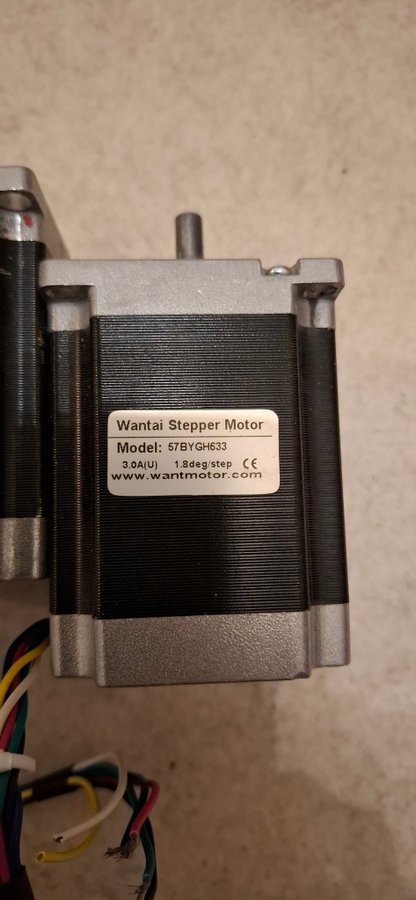 Wantai Stepper Motor
Model: 57BYGH633
3.0A(U) 1.8deg/step CE
www.wantmotor.com